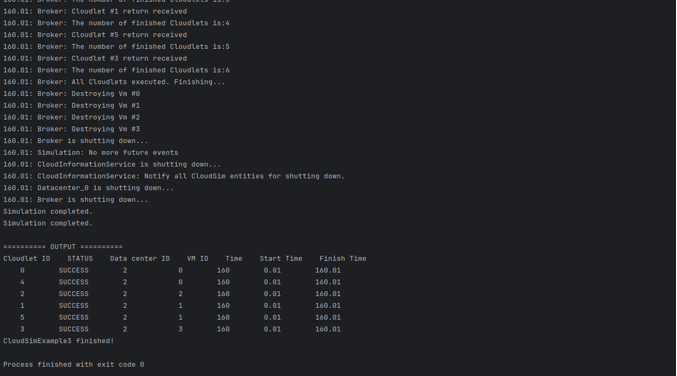 160.01: Broker: The number of finished Cloudlets is:3
160.01: Broker: Cloudlet #1 return received
160.01: Broker: The number of finished Cloudlets is:4
160.01: Broker: Cloudlet #5 return received
160.01: Broker: The number of finished Cloudlets is:5
160.01: Broker: Cloudlet #3 return received
160.01: Broker: The number of finished Cloudlets is:6
160.01: Broker: All Cloudlets executed. Finishing...
160.01: Broker: Destroying Vm #0
160.01: Broker: Destroying Vm #1
160.01: Broker: Destroying Vm #2
160.01: Broker: Destroying Vm #3
160.01: Broker is shutting down...
160.01: Simulation: No more future events
160.01: CloudInformationService is shutting down...
160.01: CloudInformationService: Notify all CloudSim entities for shutting down.
160.01: Datacenter_0 is shutting down...
160.01: Broker is shutting down...
Simulation completed.
Simulation completed.
========== OUTPUT ==========
Cloudlet ID    STATUS    Data center ID    VM ID    Time    Start Time    Finish Time
0    SUCCESS    2    0    160    0.01    160.01
4    SUCCESS    2    0    160    0.01    160.01
2    SUCCESS    2    2    160    0.01    160.01
1    SUCCESS    2    1    160    0.01    160.01
5    SUCCESS    2    1    160    0.01    160.01
3    SUCCESS    2    3    160    0.01    160.01
CloudSimExample3 finished!
Process finished with exit code 0